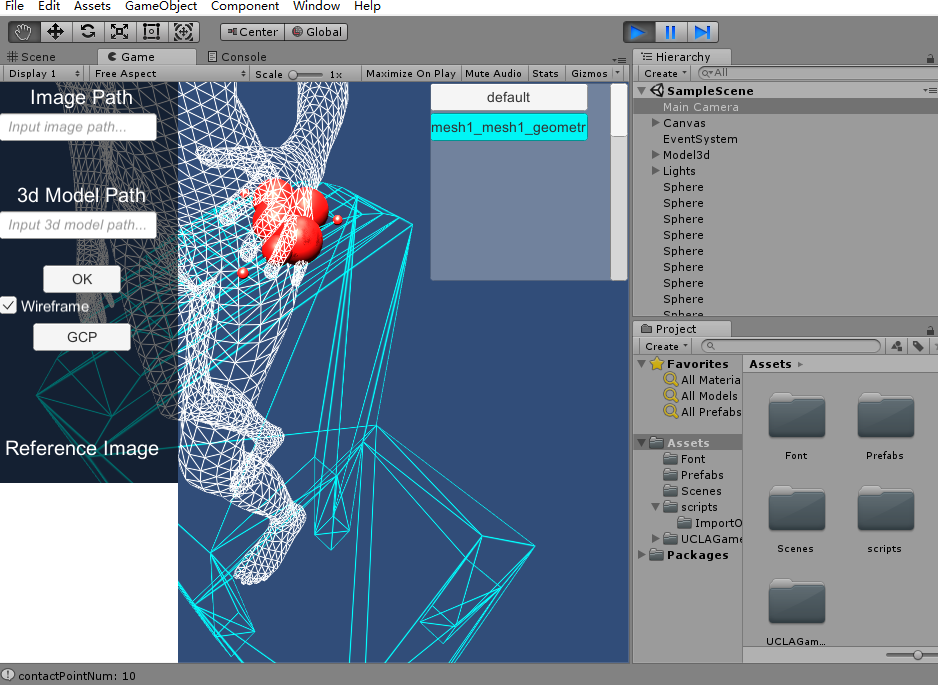 File Edit Assets GameObject Component Window Help
Center Global
Scene Game Console
Display 1 Free Aspect Scale 1x Maximize On Play Mute Audio Stats Gizmos
Image Path
Input image path...
3d Model Path
Input 3d model path...
OK
Wireframe
GCP
Reference Image
default
mesh1_mesh1_geometr
Hierarchy
Create All
SampleScene
Main Camera
Canvas
EventSystem
Model3d
Lights
Sphere
Sphere
Sphere
Sphere
Sphere
Sphere
Sphere
Sphere
Sphere
Project
Create
Favorites
All Materia
All Models
All Prefabs
Assets
Font
Prefabs
Scenes
scripts
ImportO
UCLAGame
Packages
Assets
Font
Prefabs
Scenes
scripts
UCLAGam...
contactPointNum: 10